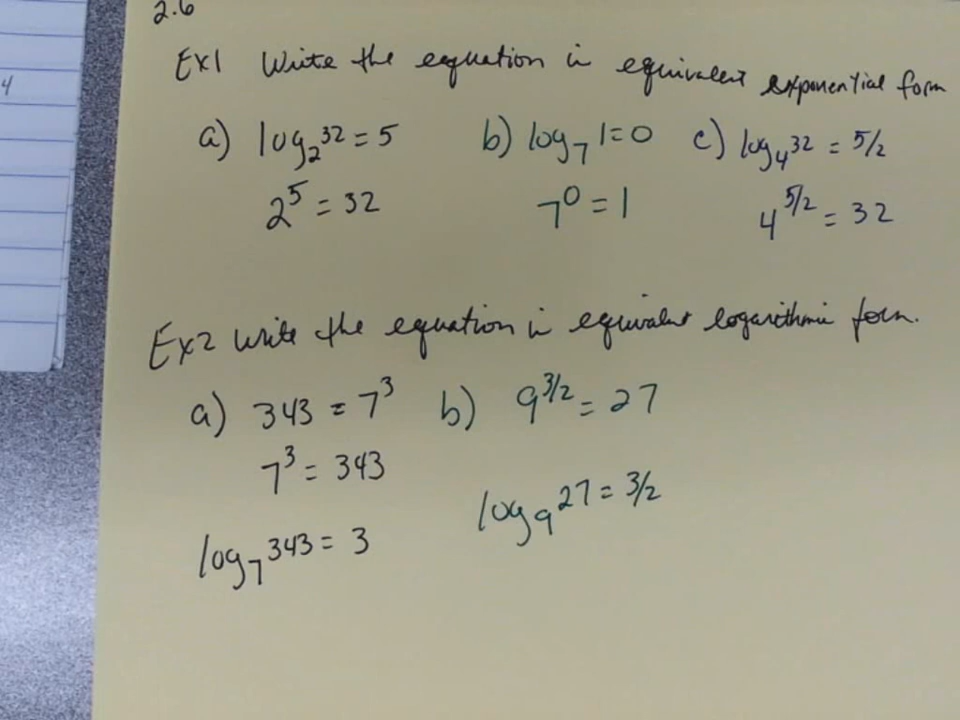 4
2.6
Ex1 Write the equation in equivalent exponential form
a) log₂32 = 5 b) log₇1=0 c) log₄32 = 5/2
2⁵ = 32 7⁰ = 1 4^5/2 = 32
Ex2 Write the equation in equivalent logarithmic form.
a) 343 = 7³ b) 9^3/2 = 27
7³ = 343
log₉27 = 3/2
log₇343 = 3